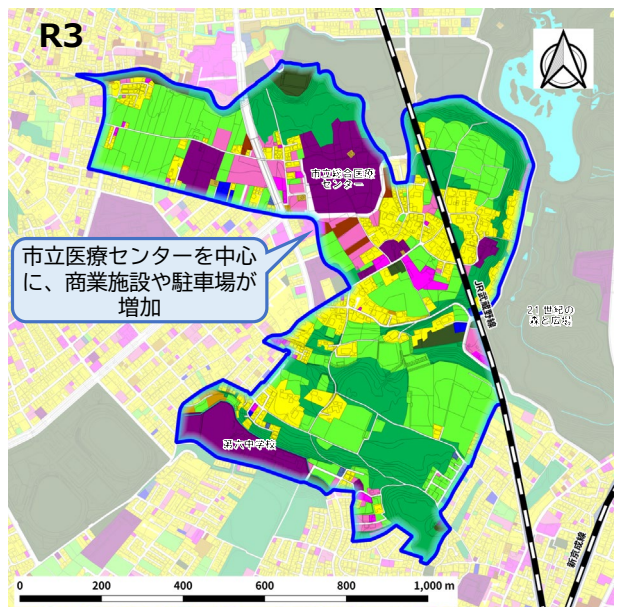 R3
市立総合医療
センター
市立医療センターを中心
に、商業施設や駐車場が
増加
JR武蔵野線
21世紀の
森と広場
第六中学校
新京成線
0 200 400 600 800 1,000 m